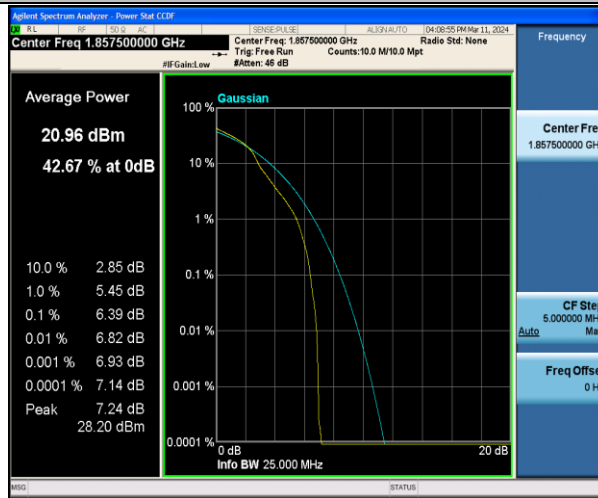 Agilent Spectrum Analyzer - Power Stat CCDF
RL RF 50 Ω AC SENSE:PULSE ALIGN AUTO 04:08:55 PM Mar 11, 2024
Center Freq 1.857500000 GHz
Center Freq: 1.857500000 GHz Radio Std: None
Trig: Free Run Counts:10.0 M/10.0 Mpt
#IFGain:Low #Atten: 46 dB
Frequency
Average Power
20.96 dBm
42.67 % at 0dB
10.0 % 2.85 dB
1.0 % 5.45 dB
0.1 % 6.39 dB
0.01 % 6.82 dB
0.001 % 6.93 dB
0.0001 % 7.14 dB
Peak 7.24 dB
28.20 dBm
Gaussian
100 %
10 %
1 %
0.1 %
0.01 %
0.001 %
0.0001 %
0 dB 20 dB
Info BW 25.000 MHz
Center Fre
1.857500000 GH
CF Ste
5.000000 MH
Auto Ma
Freq Offse
0 H
MSG STATUS